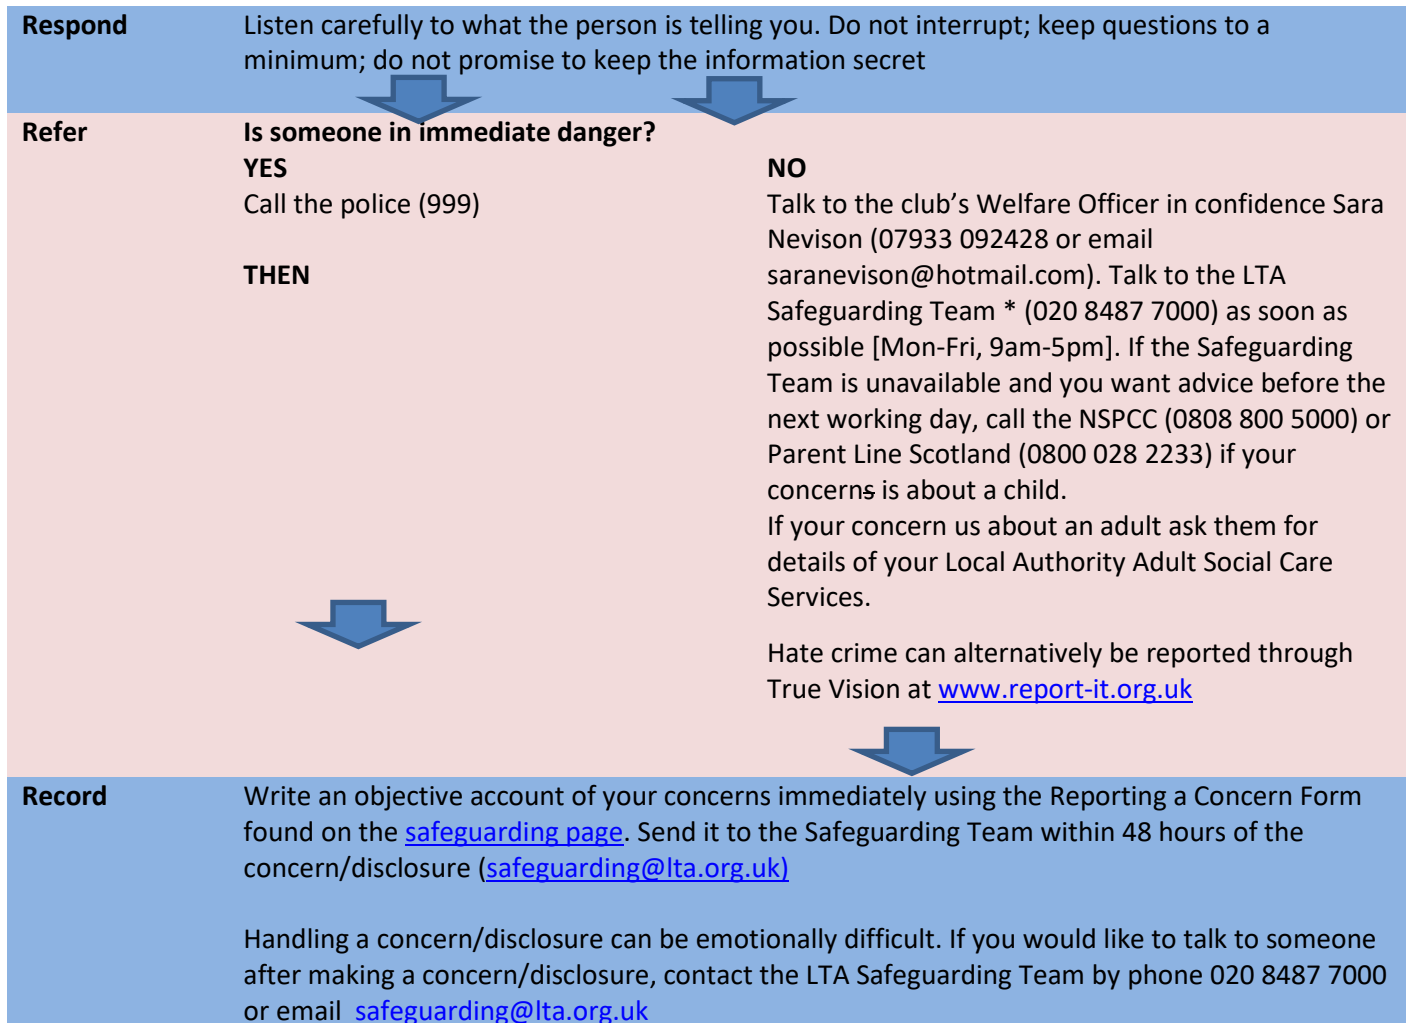 Respond
Listen carefully to what the person is telling you. Do not interrupt; keep questions to a
minimum; do not promise to keep the information secret
Refer
Is someone in immediate danger?
YES
Call the police (999)
THEN
NO
Talk to the club’s Welfare Officer in confidence Sara
Nevison (07933 092428 or email
saranevison@hotmail.com). Talk to the LTA
Safeguarding Team * (020 8487 7000) as soon as
possible [Mon-Fri, 9am-5pm]. If the Safeguarding
Team is unavailable and you want advice before the
next working day, call the NSPCC (0808 800 5000) or
Parent Line Scotland (0800 028 2233) if your
concerns is about a child.
If your concern us about an adult ask them for
details of your Local Authority Adult Social Care
Services.
Hate crime can alternatively be reported through
True Vision at www.report-it.org.uk
Record
Write an objective account of your concerns immediately using the Reporting a Concern Form
found on the safeguarding page. Send it to the Safeguarding Team within 48 hours of the
concern/disclosure (safeguarding@lta.org.uk)
Handling a concern/disclosure can be emotionally difficult. If you would like to talk to someone
after making a concern/disclosure, contact the LTA Safeguarding Team by phone 020 8487 7000
or email safeguarding@lta.org.uk